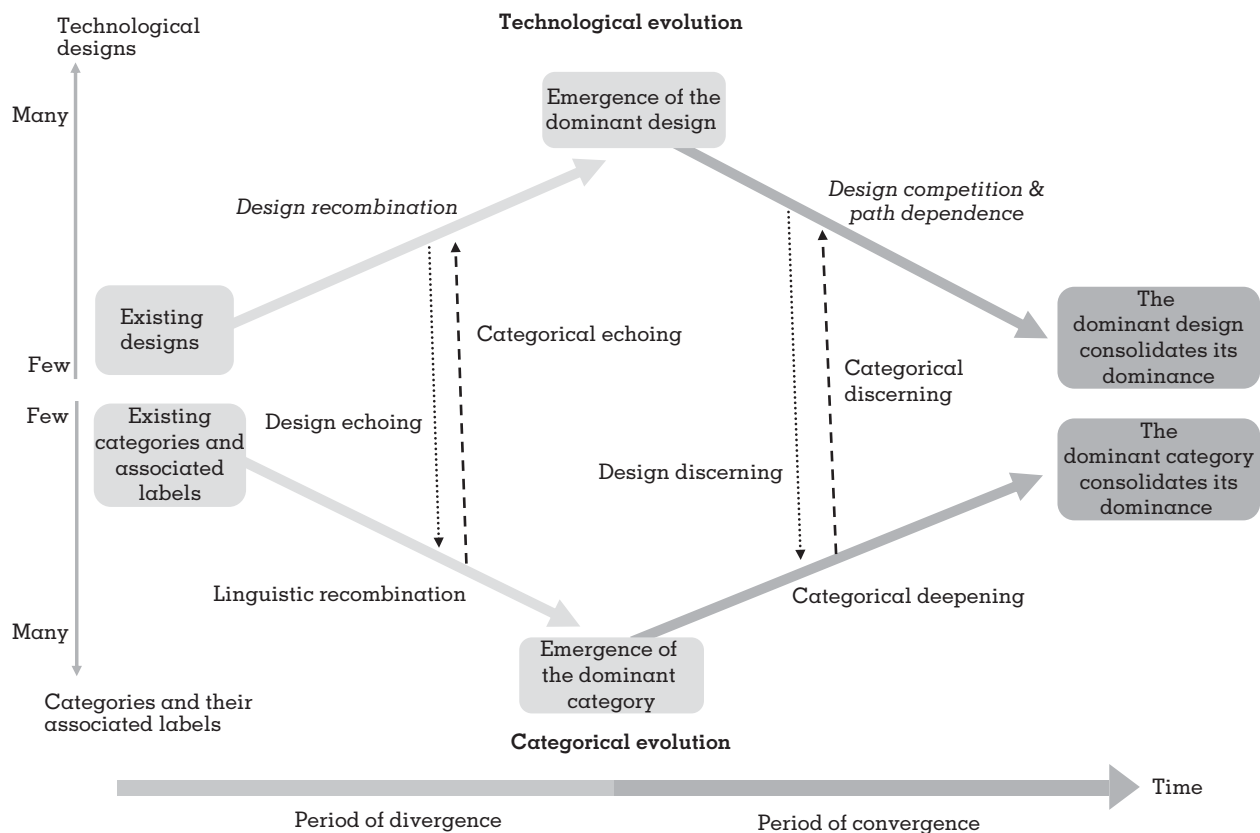 Technological
designs
Technological evolution
Many
Emergence of the
dominant design
Design recombination
Design competition &
path dependence
Existing
designs
Categorical echoing
Few
The
dominant design
consolidates its
dominance
Categorical
discerning
Few
Existing
categories and
associated
labels
Design echoing
Design discerning
The
dominant category
consolidates its
dominance
Linguistic recombination
Categorical deepening
Many
Emergence of
the dominant
category
Categories and their
associated labels
Categorical evolution
Time
Period of divergence
Period of convergence